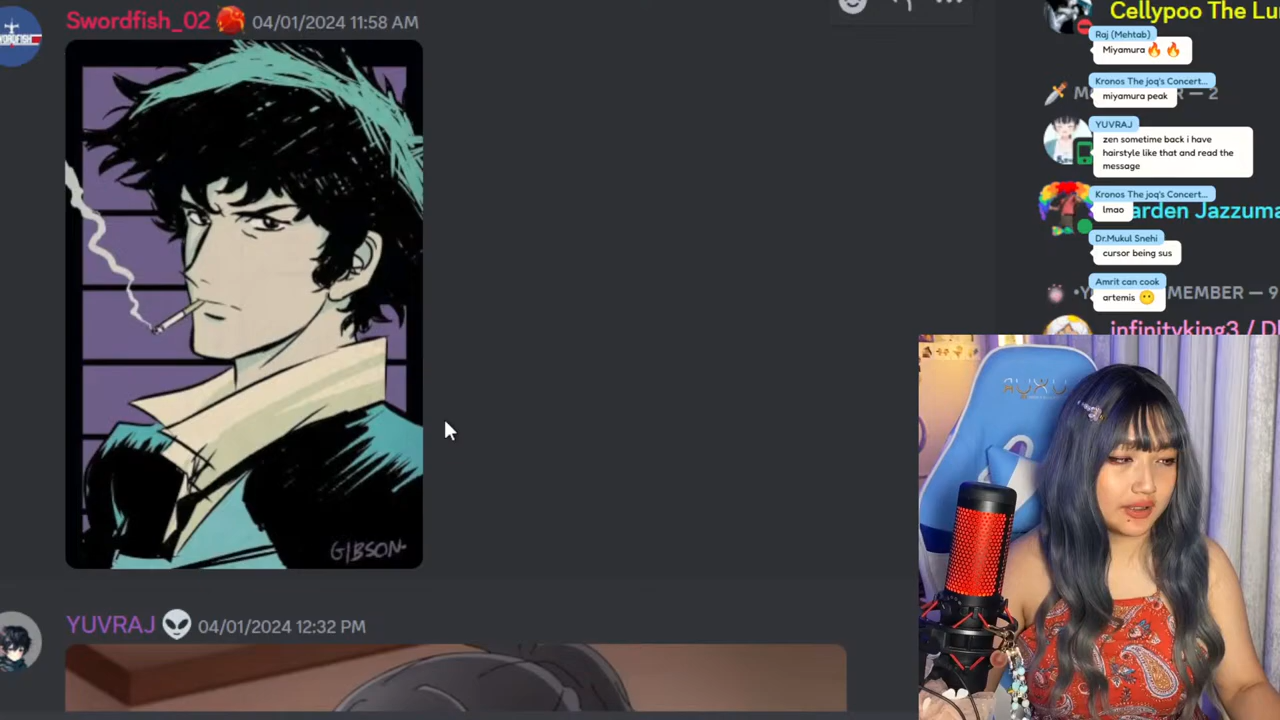 Swordfish_02 04/01/2024 11:58 AM
GIBSON
YUVRAJ 👽 04/01/2024 12:32 PM
Cellypoo The Lu
Raj (Mehtab)
Miyamura 🔥 🔥
Kronos The joq's Concert...
miyamura peak
R — 2
YUVRAJ
zen sometime back i have
hairstyle like that and read the
message
Kronos The joq's Concert...
lmao
arden Jazzuma
Dr.Mukul Snehi
cursor being sus
Amrit can cook
artemis 😶
MEMBER — 9
infinityking3 / D